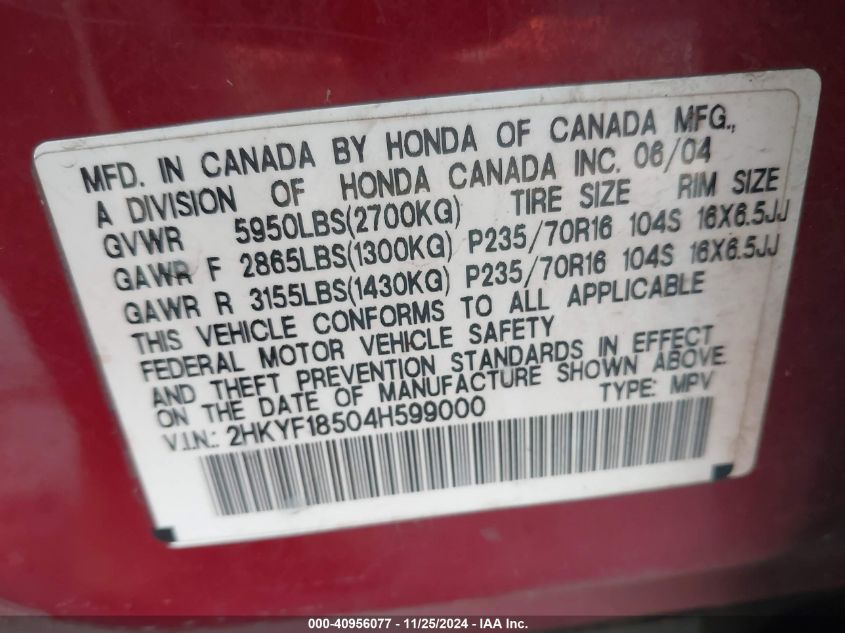 MFD. IN CANADA BY HONDA OF CANADA MFG.,
A DIVISION OF HONDA CANADA INC. 06/04
GVWR 5950LBS(2700KG) TIRE SIZE RIM SIZE
GAWR F 2865LBS(1300KG) P235/70R16 104S 16X6.5JJ
GAWR R 3155LBS(1430KG) P235/70R16 104S 16X6.5JJ
THIS VEHICLE CONFORMS TO ALL APPLICABLE
FEDERAL MOTOR VEHICLE SAFETY
AND THEFT PREVENTION STANDARDS IN EFFECT
ON THE DATE OF MANUFACTURE SHOWN ABOVE.
V.I.N.: 2HKYF18504H599000 TYPE: MPV
000-40956077 - 11/25/2024 - IAA Inc.